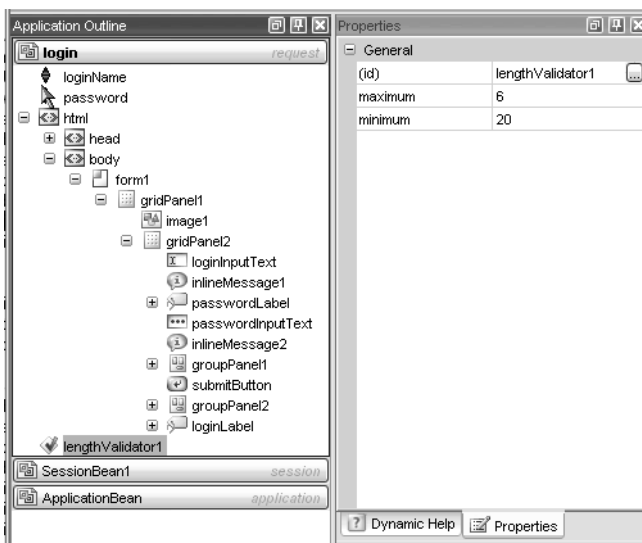 Application Outline
login request
loginName
password
html
head
body
form1
gridPanel1
image1
gridPanel2
loginInputText
inlineMessage1
passwordLabel
passwordInputText
inlineMessage2
groupPanel1
submitButton
groupPanel2
loginLabel
lengthValidator1
SessionBean1 session
ApplicationBean application
Properties
General
(id) lengthValidator1 ...
maximum 6
minimum 20
? Dynamic Help Properties